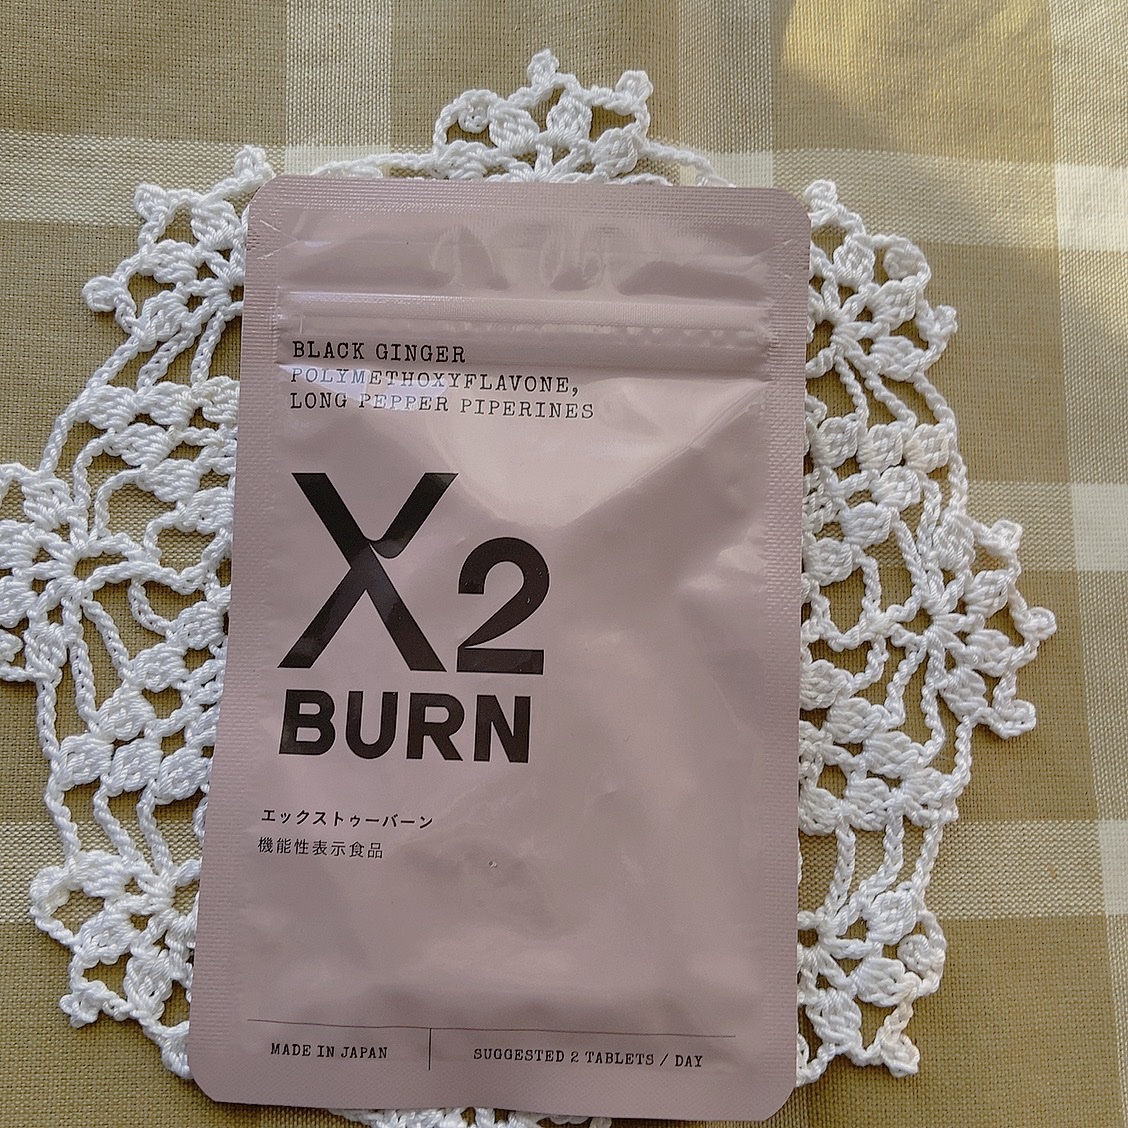 BLACK GINGER
POLYMETHOXYFLAVONE,
LONG PEPPER PIPERINES
X2
BURN
エックストゥーバーン
機能性表示食品
MADE IN JAPAN
SUGGESTED 2 TABLETS / DAY